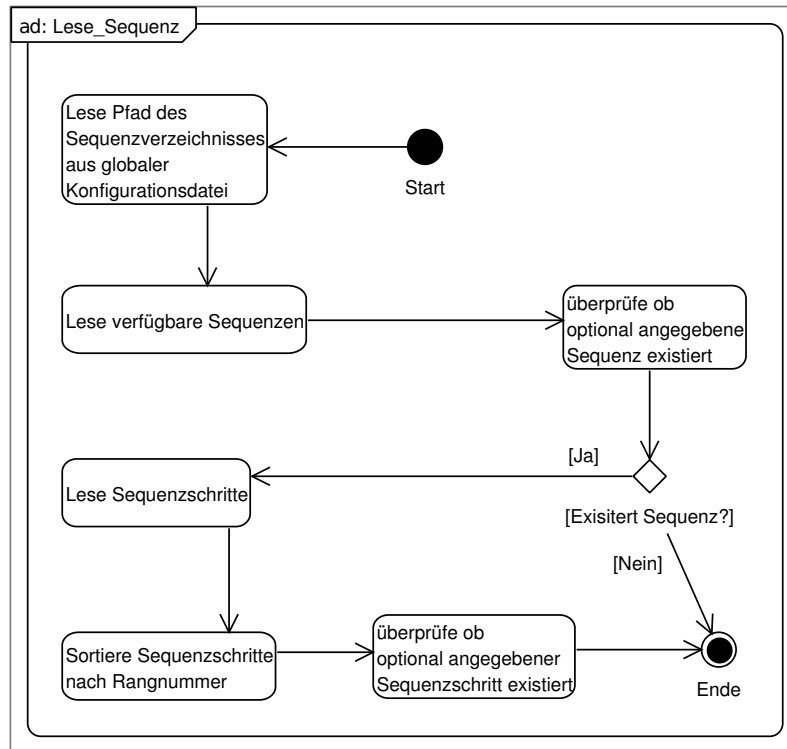 ad: Lese_Sequenz
Lese Pfad des
Sequenzverzeichnisses
aus globaler
Konfigurationsdatei
Start
Lese verfügbare Sequenzen
überprüfe ob
optional angegebene
Sequenz existiert
[Ja]
Lese Sequenzschritte
[Exisitert Sequenz?]
[Nein]
Sortiere Sequenzschritte
nach Rangnummer
überprüfe ob
optional angegebener
Sequenzschritt existiert
Ende